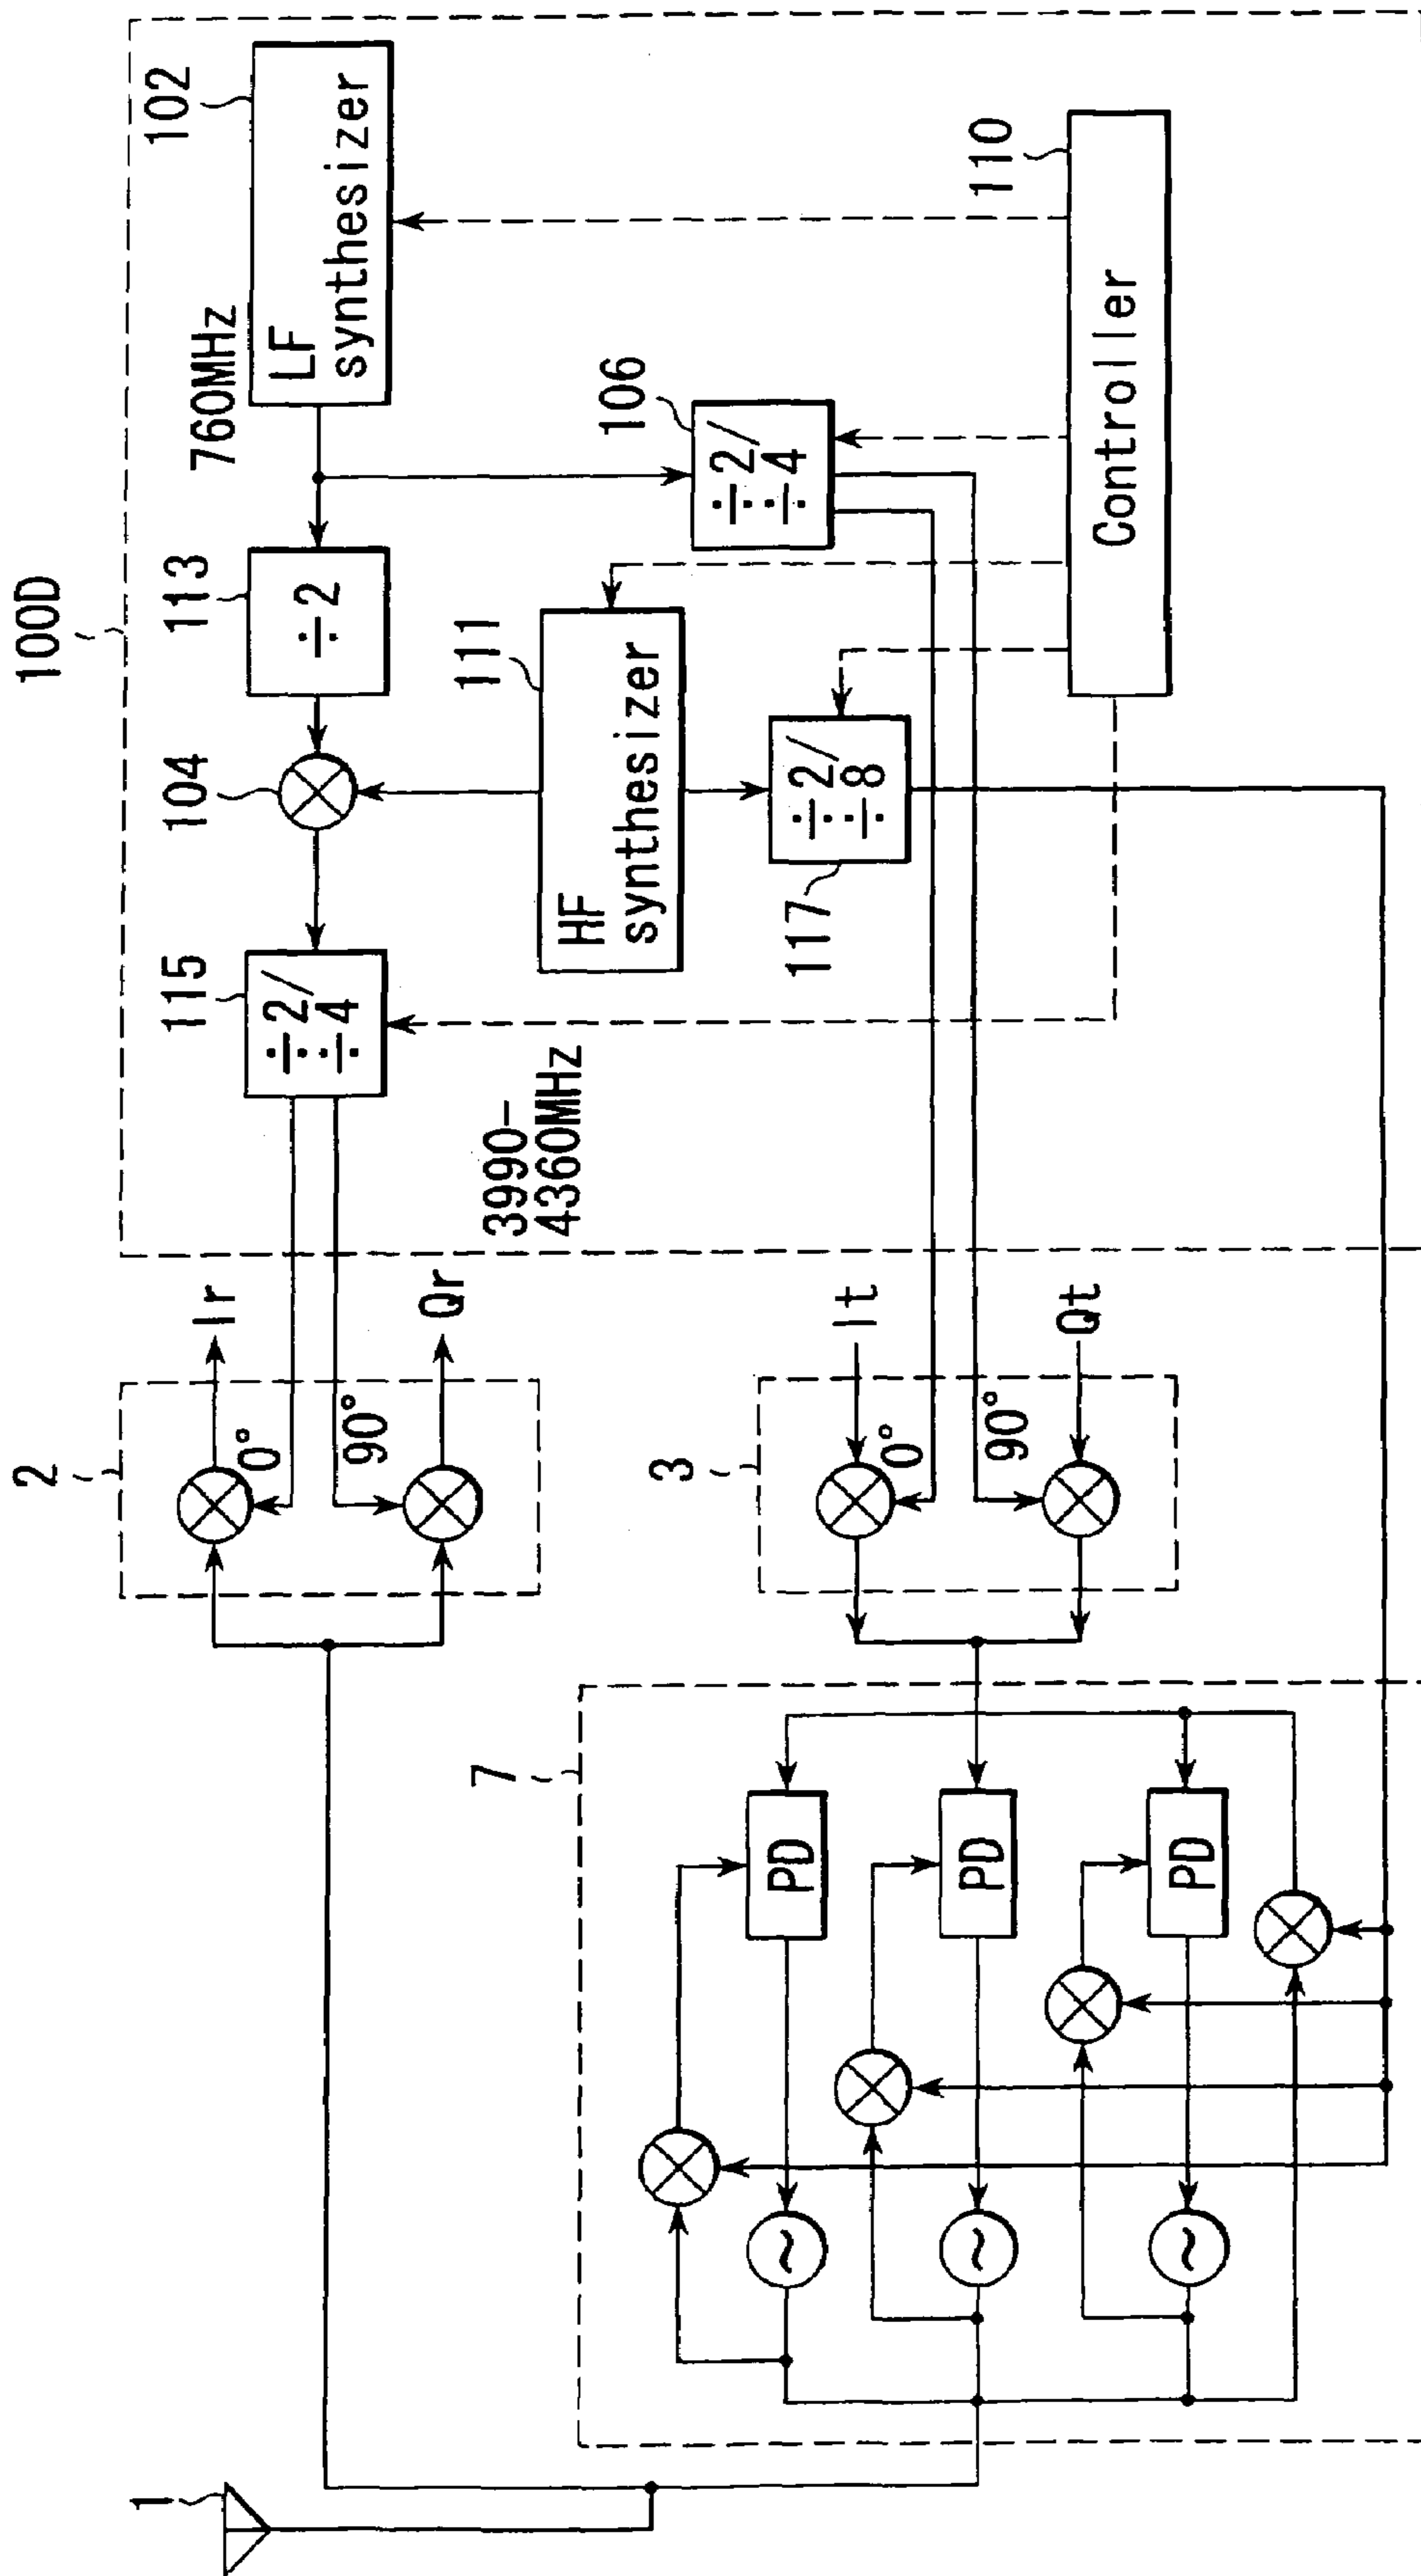 100D
102
LF
synthesizer
760MHz
113
÷2
104
115
÷2/
÷4
106
÷2/
÷4
111
HF
synthesizer
3990-
4360MHz
117
÷2/
÷8
110
Controller
2
Ir
0°
90°
Qr
3
It
0°
90°
Qt
7
PD
PD
PD
~
~
~
1